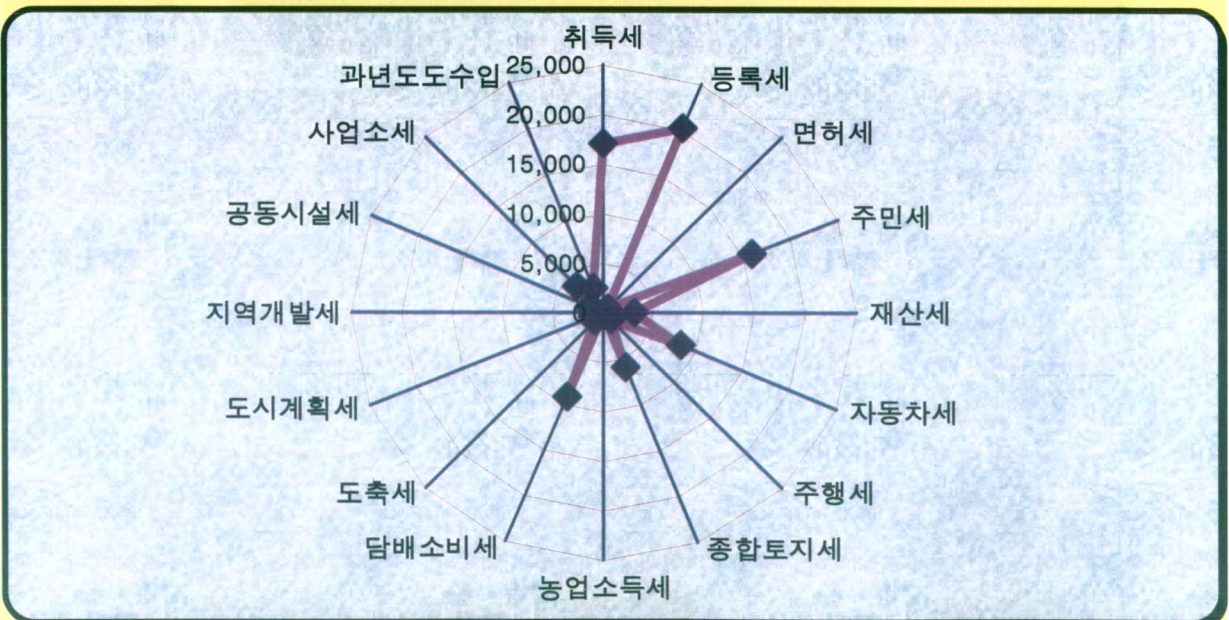 취득세
등록세
면허세
주민세
재산세
자동차세
주행세
종합토지세
농업소득세
담배소비세
도축세
도시계획세
지역개발세
공동시설세
사업소세
과년도도수입
25,000
20,000
15,000
10,000
5,000
0